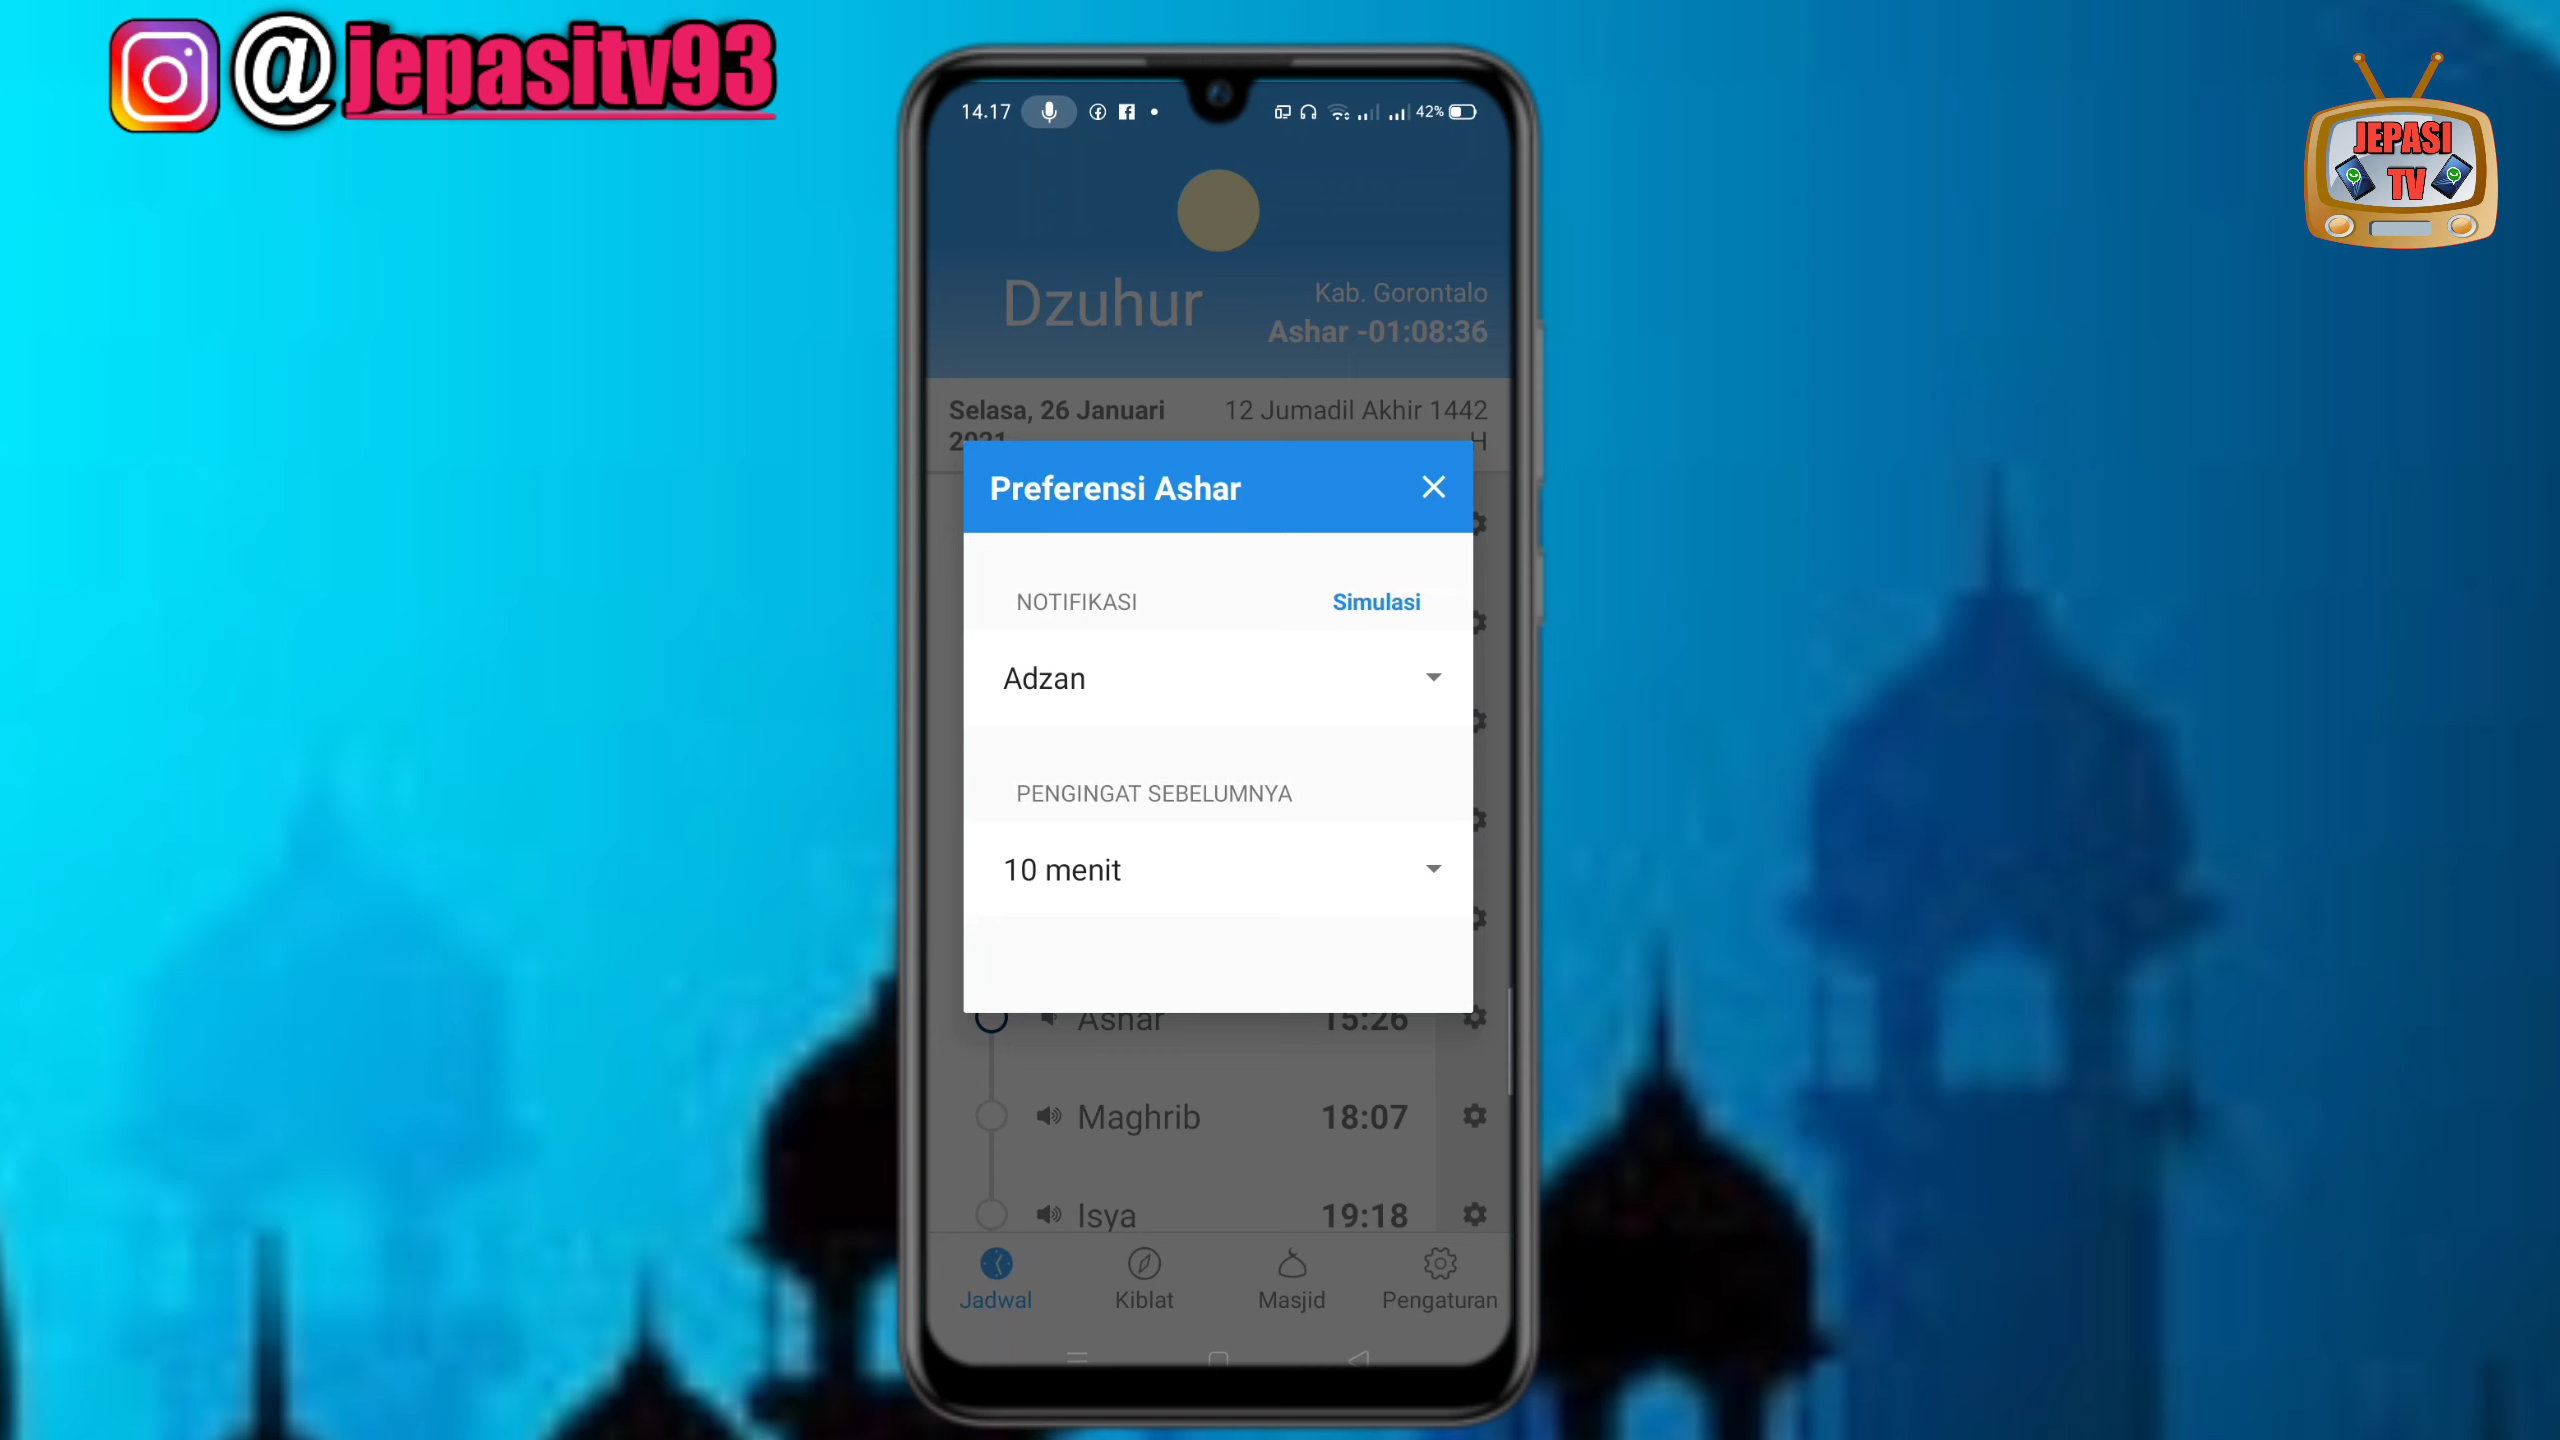 @jepasitv93
JEPASI
TV
14.17
42%
Dzuhur
Kab. Gorontalo
Ashar -01:08:36
Selasa, 26 Januari
2021
12 Jumadil Akhir 1442
H
Preferensi Ashar
NOTIFIKASI
Simulasi
Adzan
PENGINGAT SEBELUMNYA
10 menit
Ashar
15:26
Maghrib
18:07
Isya
19:18
Jadwal
Kiblat
Masjid
Pengaturan